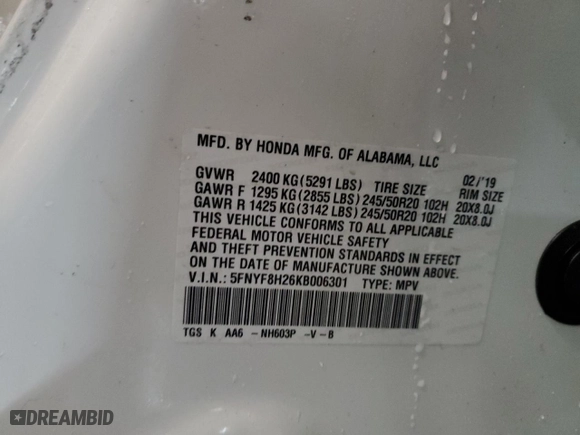 MFD. BY HONDA MFG. OF ALABAMA, LLC
02/'19
GVWR 2400 KG(5291 LBS) TIRE SIZE RIM SIZE
GAWR F 1295 KG(2855 LBS)245/50R20 102H 20X8.0J
GAWR R 1425 KG(3142 LBS)245/50R20 102H 20X8.0J
THIS VEHICLE CONFORMS TO ALL APPLICABLE
FEDERAL MOTOR VEHICLE SAFETY
AND THEFT PREVENTION STANDARDS IN EFFECT
ON THE DATE OF MANUFACTURE SHOWN ABOVE.
V.I.N.: 5FNYF8H26KB006301 TYPE: MPV
TGS K AA6 -NH603P -V-B
DREAMBID